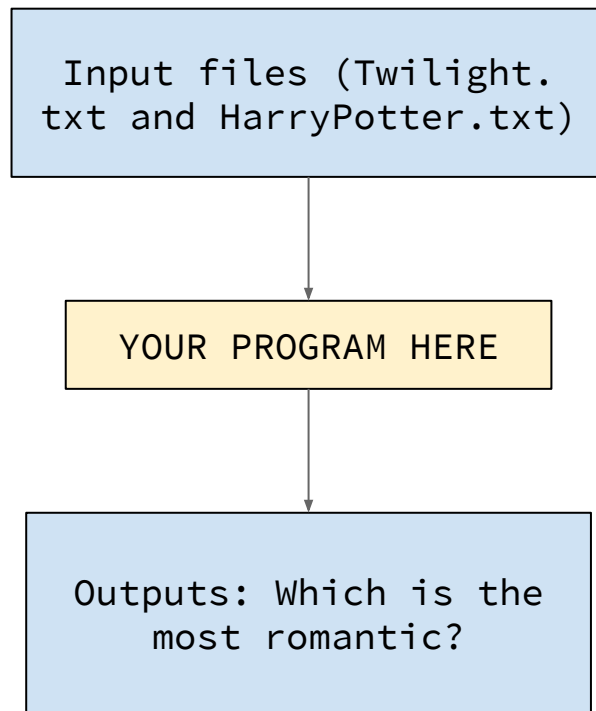 Input files (Twilight.
txt and HarryPotter.txt)
YOUR PROGRAM HERE
Outputs: Which is the
most romantic?